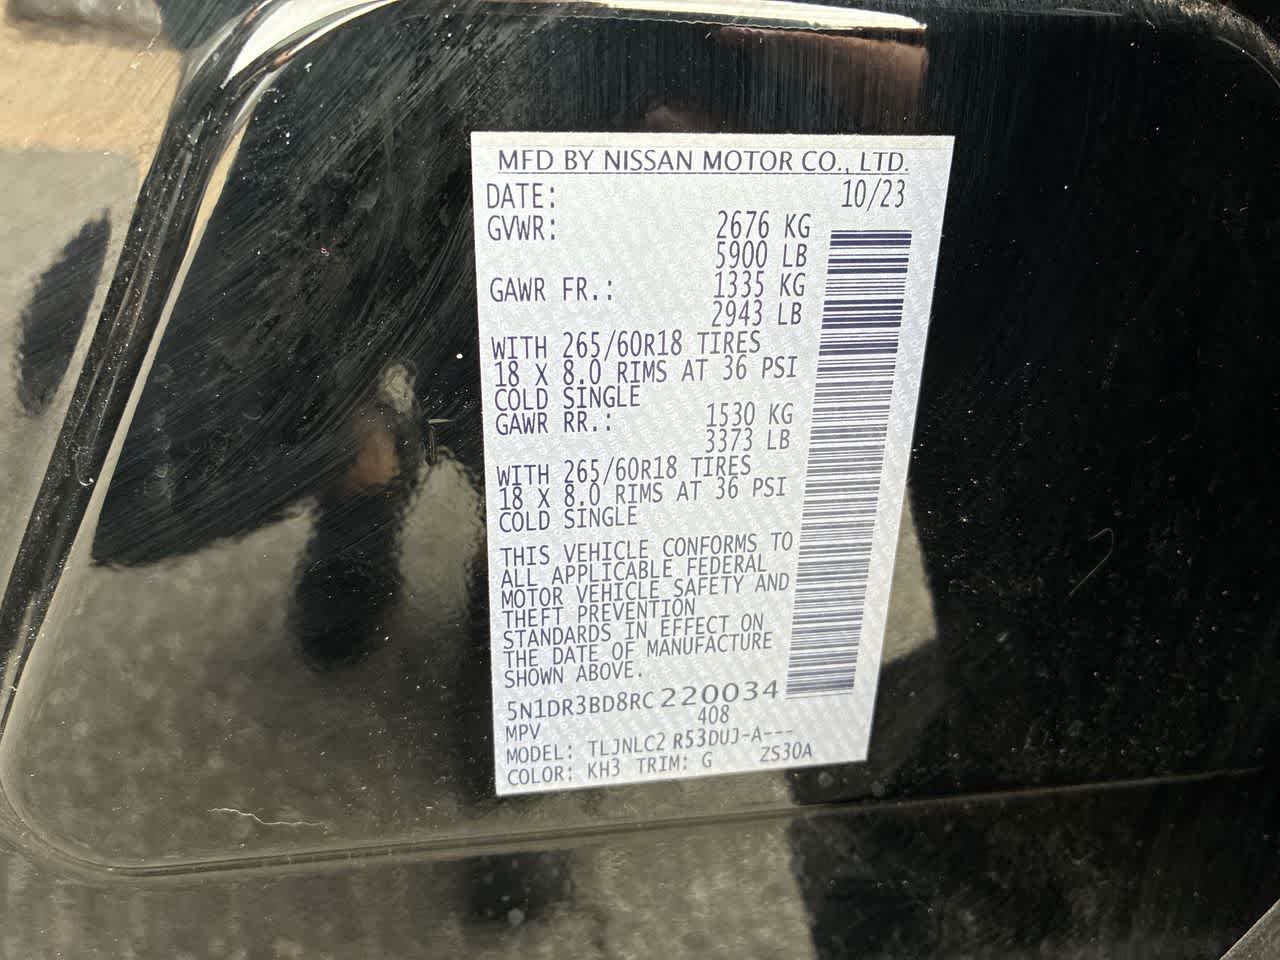 MFD BY NISSAN MOTOR CO., LTD.
DATE: 10/23
GVWR: 2676 KG
5900 LB
GAWR FR.: 1335 KG
2943 LB
WITH 265/60R18 TIRES
18 X 8.0 RIMS AT 36 PSI
COLD SINGLE
GAWR RR.: 1530 KG
3373 LB
WITH 265/60R18 TIRES
18 X 8.0 RIMS AT 36 PSI
COLD SINGLE
THIS VEHICLE CONFORMS TO
ALL APPLICABLE FEDERAL
MOTOR VEHICLE SAFETY AND
THEFT PREVENTION
STANDARDS IN EFFECT ON
THE DATE OF MANUFACTURE
SHOWN ABOVE.
5N1DR3BD8RC220034
MPV 408
MODEL: TLJNLC2 R53DUJ-A---
COLOR: KH3 TRIM: G ZS30A